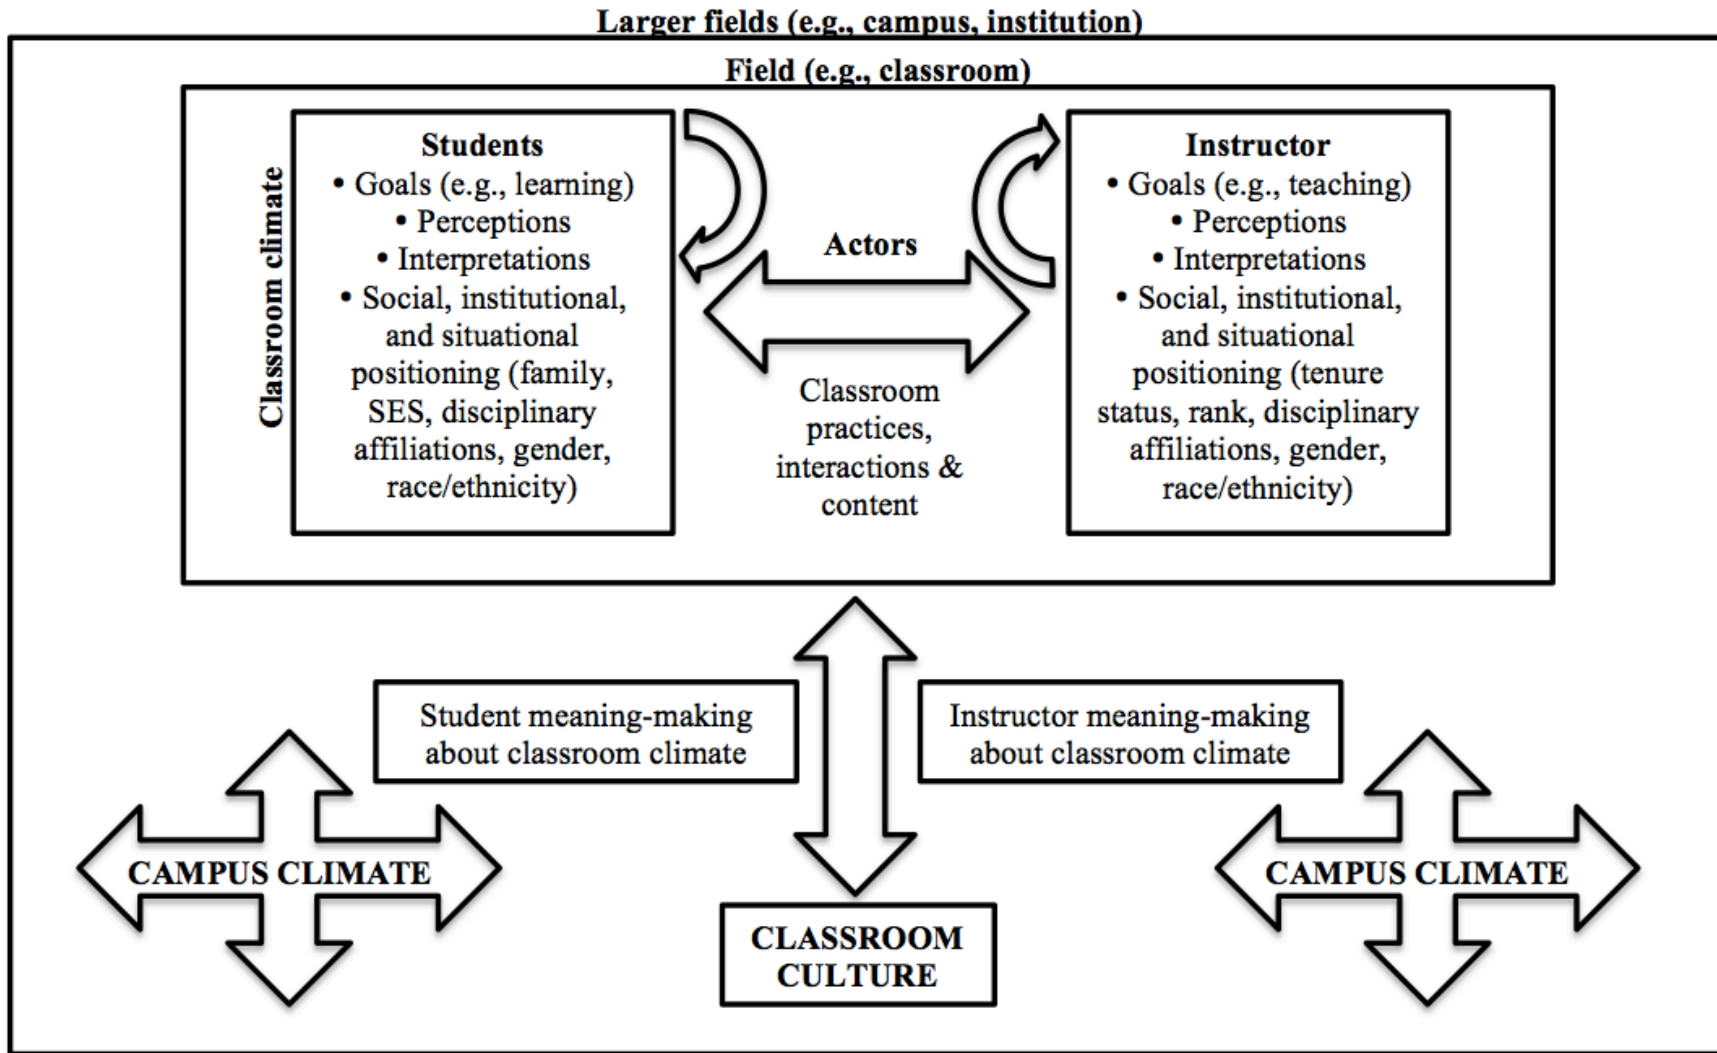 Larger fields (e.g., campus, institution)
Field (e.g., classroom)
Classroom climate
Students
• Goals (e.g., learning)
• Perceptions
• Interpretations
• Social, institutional,
and situational
positioning (family,
SES, disciplinary
affiliations, gender,
race/ethnicity)
Actors
Classroom
practices,
interactions &
content
Instructor
• Goals (e.g., teaching)
• Perceptions
• Interpretations
• Social, institutional,
and situational
positioning (tenure
status, rank, disciplinary
affiliations, gender,
race/ethnicity)
Student meaning-making
about classroom climate
Instructor meaning-making
about classroom climate
CAMPUS CLIMATE
CAMPUS CLIMATE
CLASSROOM
CULTURE